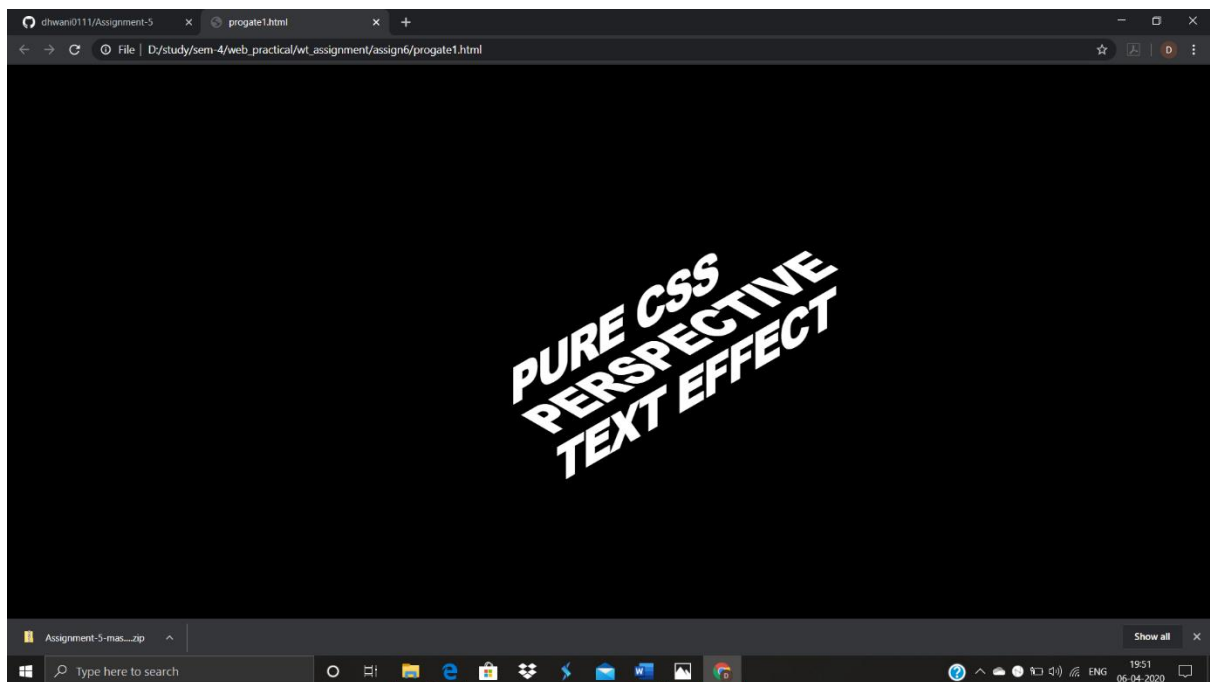 dhwani0111/Assignment-5
progate1.html
File | D:/study/sem-4/web_practical/wt_assignment/assign6/progate1.html
D
PURE CSS
PERSPECTIVE
TEXT EFFECT
Assignment-5-mas....zip
Show all
Type here to search
ENG
19:51
06-04-2020